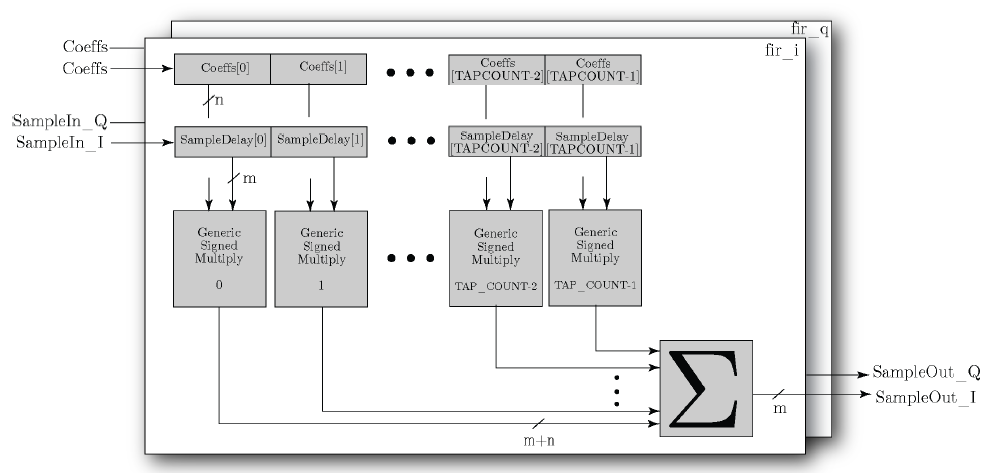 fir_q
fir_i
Coeffs
Coeffs
Coeffs[0]
Coeffs[1]
Coeffs
[TAPCOUNT-2]
Coeffs
[TAPCOUNT-1]
n
SampleIn_Q
SampleIn_I
SampleDelay[0]
SampleDelay[1]
SampleDelay
[TAPCOUNT-2]
SampleDelay
[TAPCOUNT-1]
m
Generic
Signed
Multiply
0
Generic
Signed
Multiply
1
Generic
Signed
Multiply
TAP_COUNT-2
Generic
Signed
Multiply
TAP_COUNT-1
Σ
SampleOut_Q
SampleOut_I
m
m+n